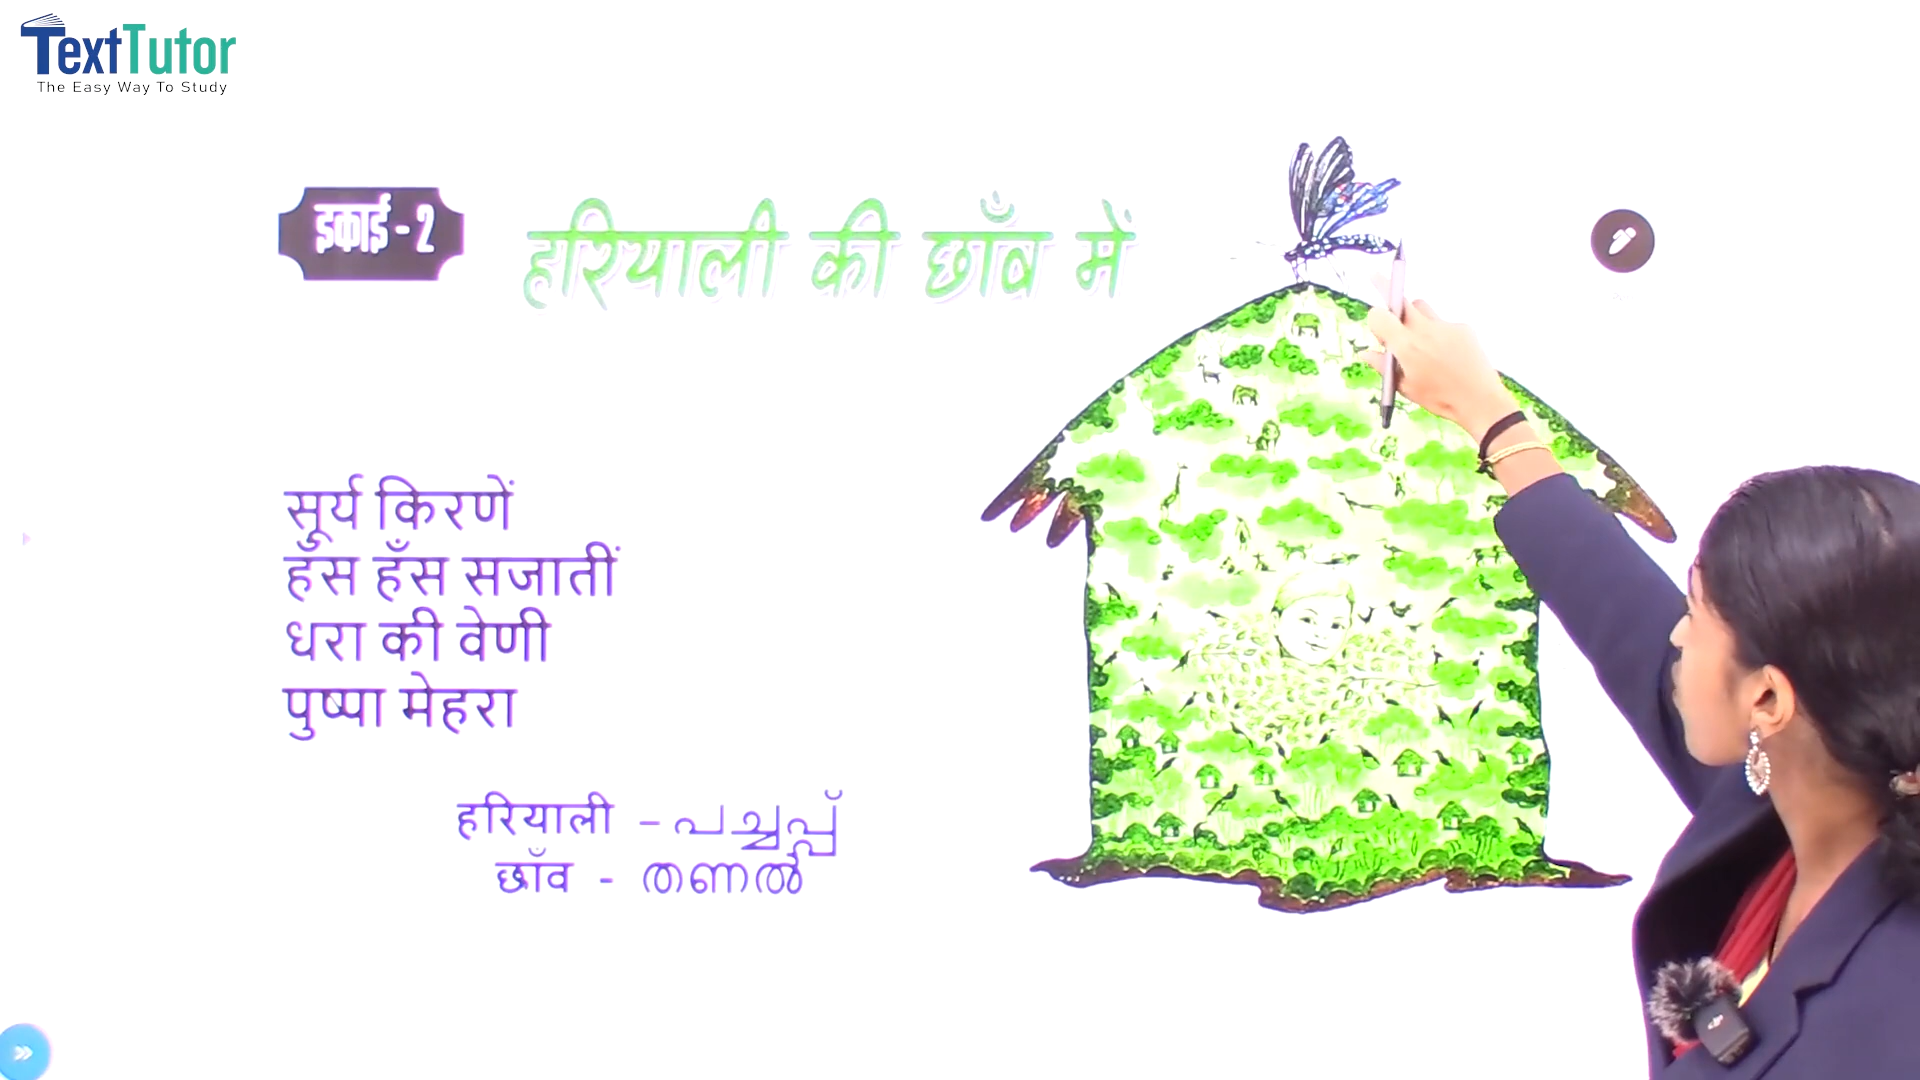 TextTutor
The Easy Way To Study
इकाई - 2
हरियाली की छाँव में
सूर्य किरणें
हँस हँस सजातीं
धरा की वेणी
पुष्पा मेहरा
हरियाली - പച്ചപ്പ്
छाँव - തണൽ